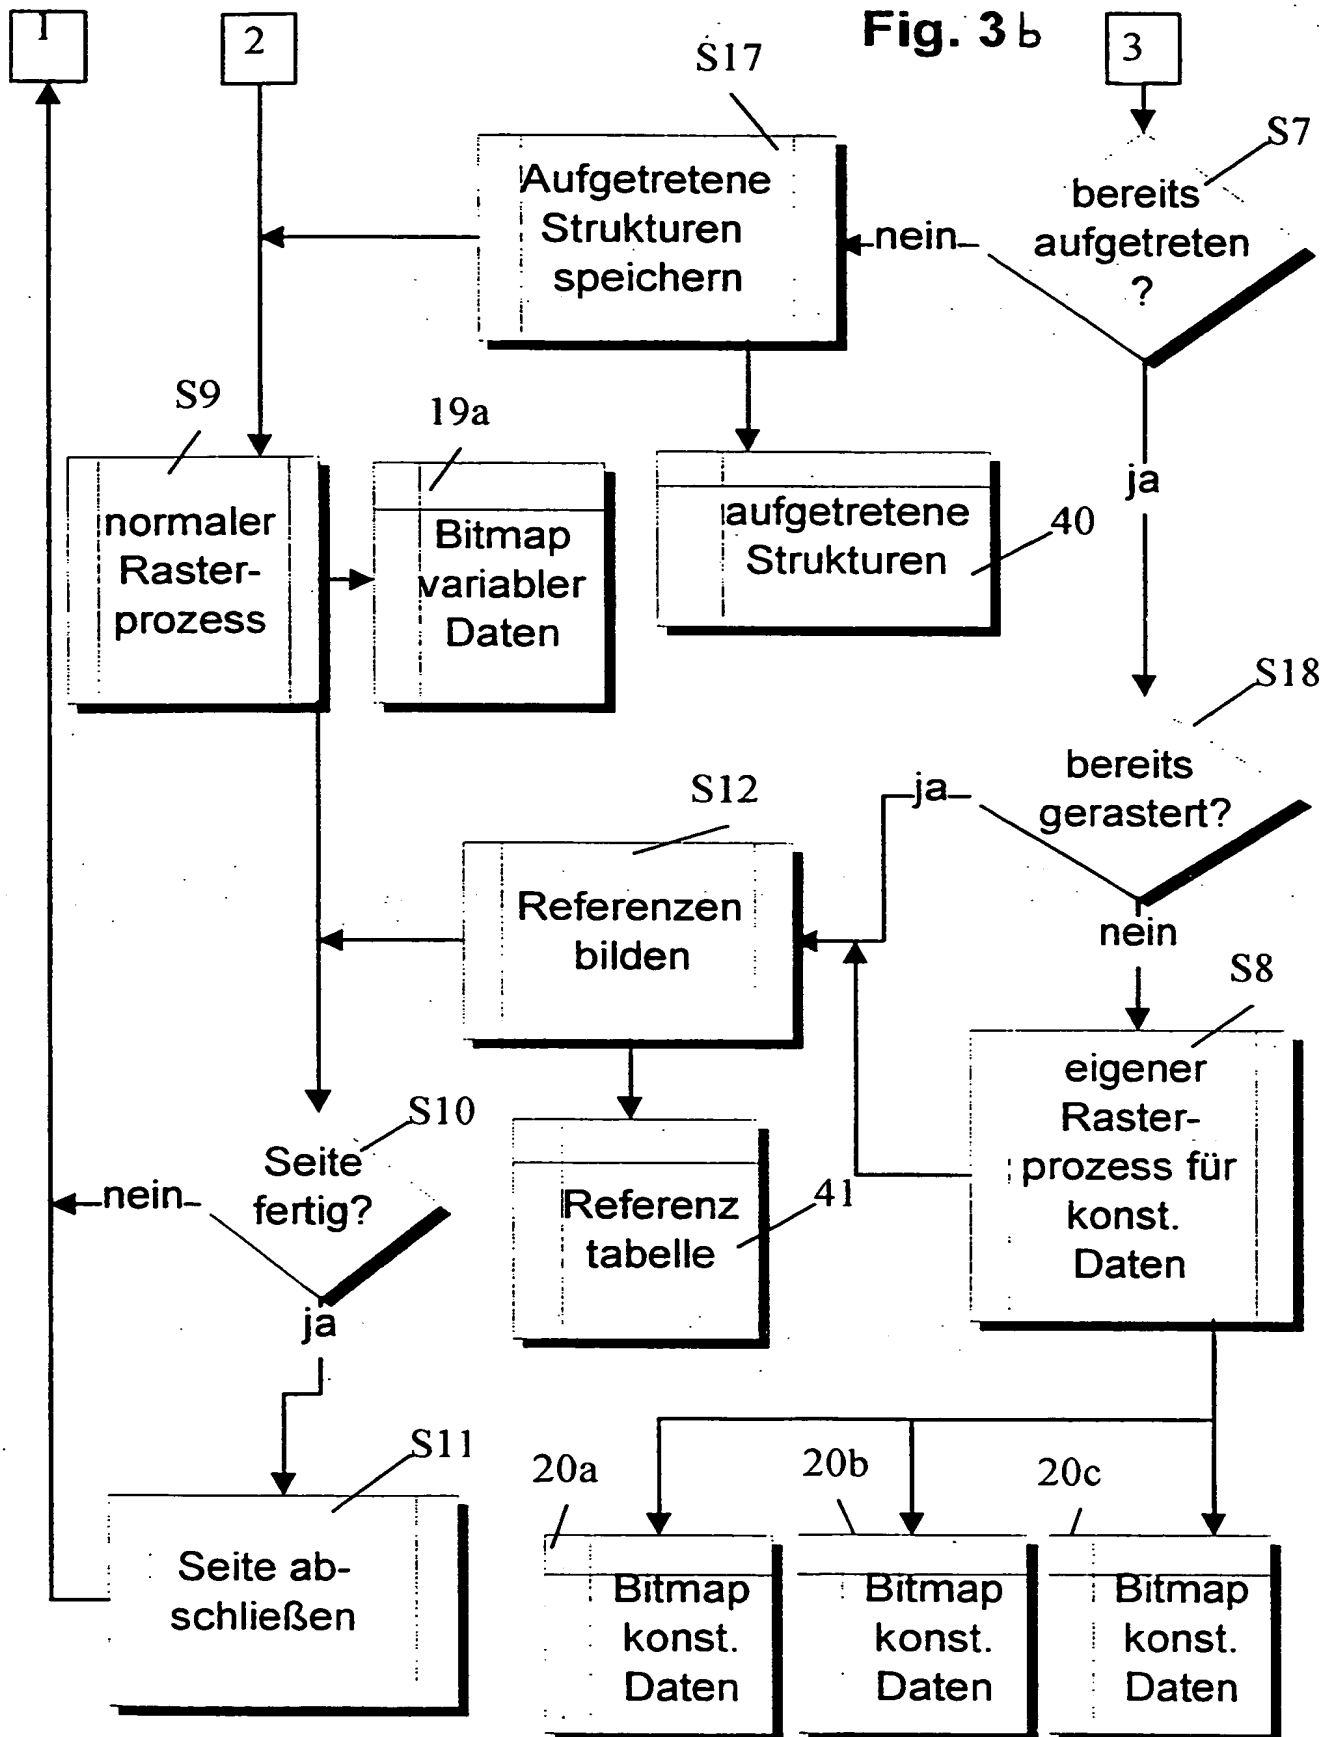 1
2
Fig. 3 b
3
S17
S7
Aufgetretene
Strukturen
speichern
nein
bereits
aufgetreten
?
S9
19a
ja
normaler
Raster-
prozess
Bitmap
variabler
Daten
aufgetretene
Strukturen
40
S18
bereits
gerastert?
ja
S12
Referenzen
bilden
nein
S8
eigener
Raster-
prozess für
konst.
Daten
S10
Seite
fertig?
nein
Referenz
tabelle
41
ja
S11
20a
20b
20c
Seite ab-
schließen
Bitmap
konst.
Daten
Bitmap
konst.
Daten
Bitmap
konst.
Daten